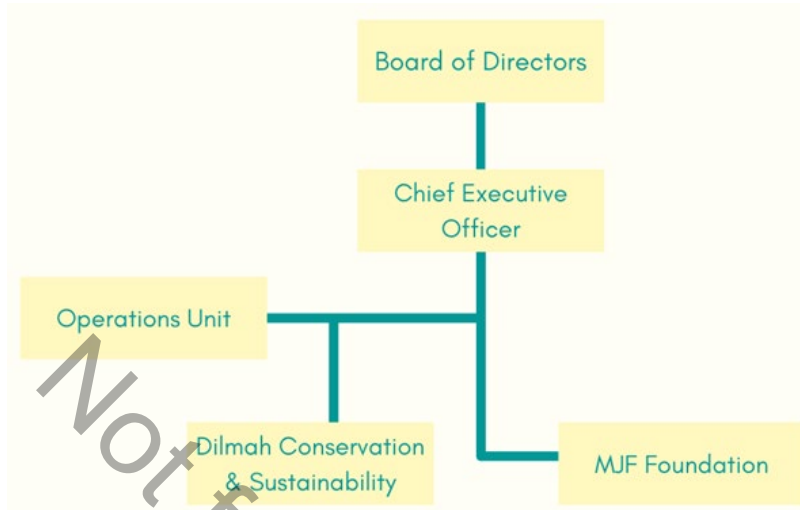 Board of Directors
Chief Executive
Officer
Operations Unit
Dilmah Conservation
& Sustainability
MJF Foundation
Not f